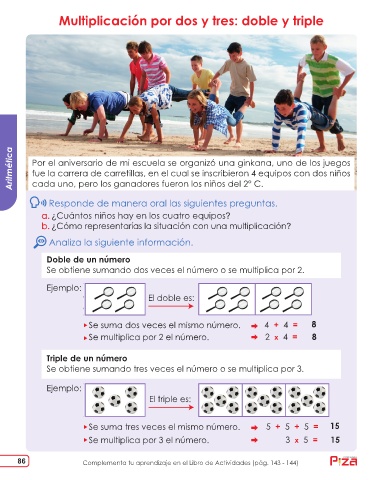 Multiplicación por dos y tres: doble y triple
Aritmética
Por el aniversario de mi escuela se organizó una ginkana, uno de los juegos
fue la carrera de carretillas, en el cual se inscribieron 4 equipos con dos niños
cada uno, pero los ganadores fueron los niños del 2° C.
Responde de manera oral las siguientes preguntas.
a. ¿Cuántos niños hay en los cuatro equipos?
b. ¿Cómo representarías la situación con una multiplicación?
Analiza la siguiente información.
Doble de un número
Se obtiene sumando dos veces el número o se multiplica por 2.
Ejemplo:
El doble es:
Se suma dos veces el mismo número. 4 + 4 = 8
Se multiplica por 2 el número. 2 x 4 = 8
Triple de un número
Se obtiene sumando tres veces el número o se multiplica por 3.
Ejemplo:
El triple es:
Se suma tres veces el mismo número. 5 + 5 + 5 = 15
Se multiplica por 3 el número. 3 x 5 = 15
86
Complementa tu aprendizaje en el Libro de Actividades (pág. 143 - 144)